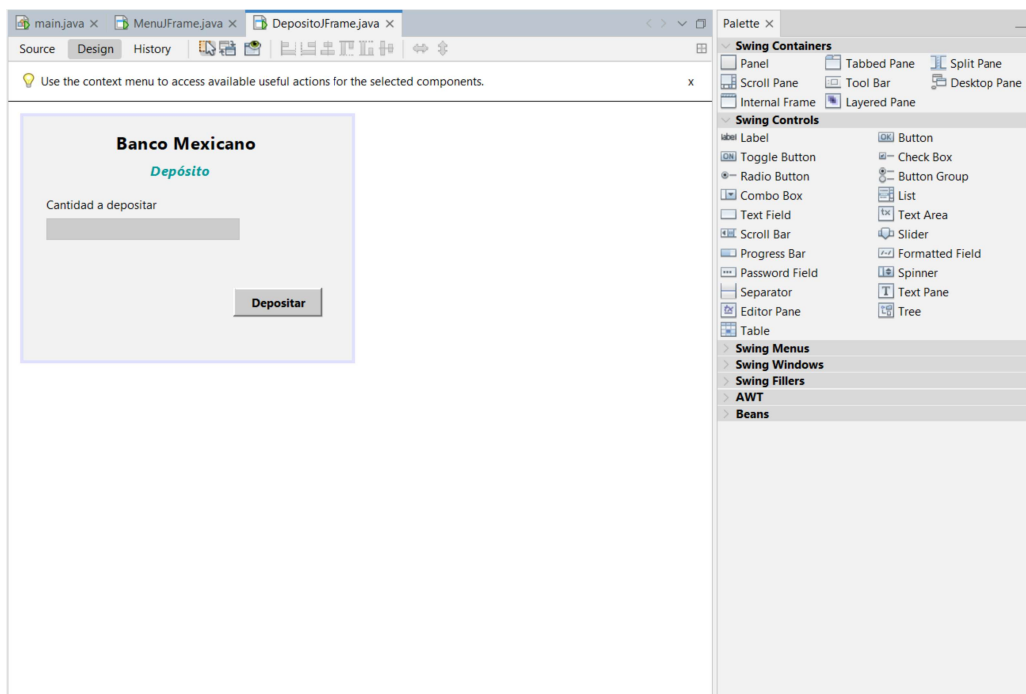 main.java × MenuJFrame.java × DepositoJFrame.java ×
Source Design History
Use the context menu to access available useful actions for the selected components. x
Banco Mexicano
Depósito
Cantidad a depositar
Depositar
Palette ×
Swing Containers
Panel Tabbed Pane Split Pane
Scroll Pane Tool Bar Desktop Pane
Internal Frame Layered Pane
Swing Controls
label Label OK Button
ON Toggle Button Check Box
Radio Button Button Group
Combo Box List
Text Field tx Text Area
Scroll Bar Slider
Progress Bar Formatted Field
Password Field Spinner
Separator T Text Pane
Editor Pane Tree
Table
Swing Menus
Swing Windows
Swing Fillers
AWT
Beans